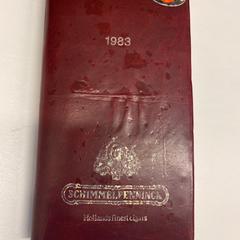 1983
SCHIMMELPENNINCK
Hollands finest cigars